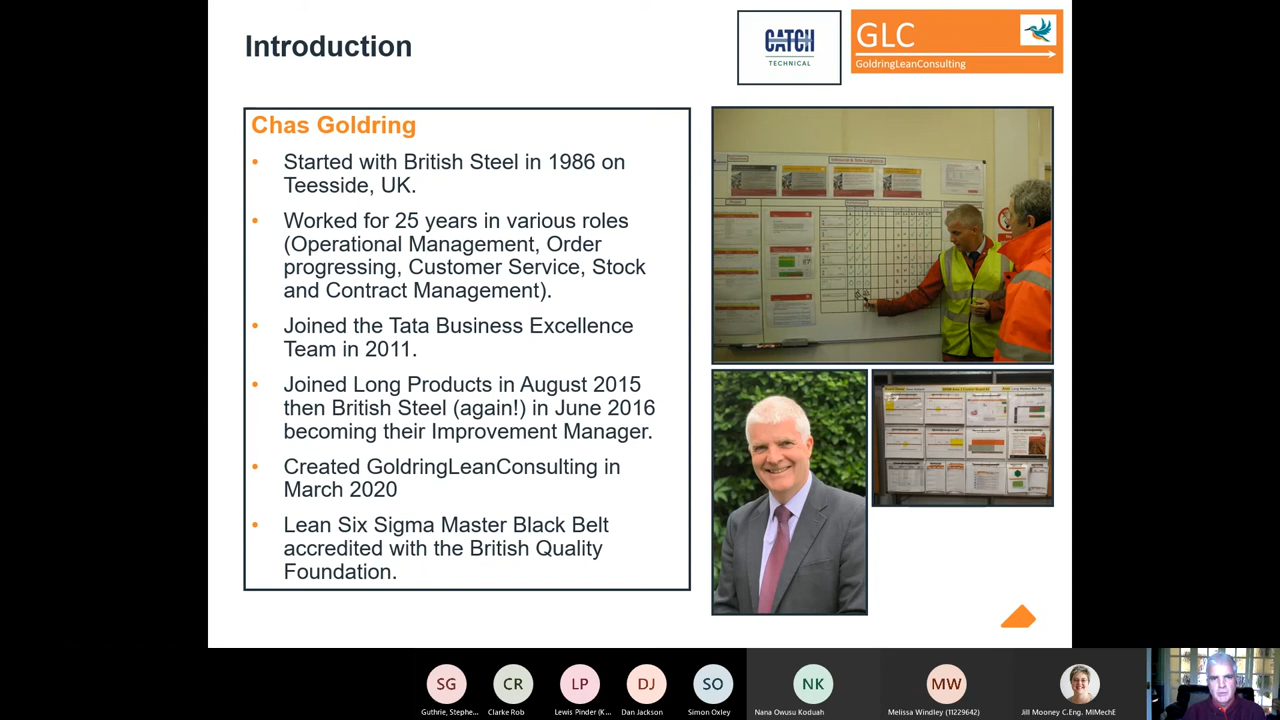 Introduction
CATCH
TECHNICAL
GLC
GoldringLeanConsulting
Chas Goldring
• Started with British Steel in 1986 on
Teesside, UK.
• Worked for 25 years in various roles
(Operational Management, Order
progressing, Customer Service, Stock
and Contract Management).
• Joined the Tata Business Excellence
Team in 2011.
• Joined Long Products in August 2015
then British Steel (again!) in June 2016
becoming their Improvement Manager.
• Created GoldringLeanConsulting in
March 2020
• Lean Six Sigma Master Black Belt
accredited with the British Quality
Foundation.
SG
CR
LP
DJ
SO
NK
MW
Guthrie, Stephe...
Clarke Rob
Lewis Pinder (K...
Dan Jackson
Simon Oxley
Nana Owusu Koduah
Melissa Windley (11229642)
Jill Mooney C.Eng. MIMechE